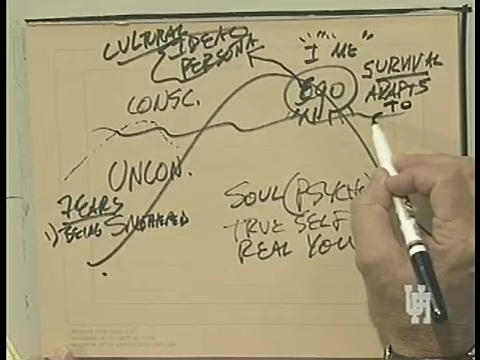 CULTURAL IDEALS
PERSONA
"I ME"
EGO
SURVIVAL
ADAPTS
TO
CONSC.
UNCON.
FEARS
1) BEING SMOTHERED
SOUL (PSYCHE)
TRUE SELF
REAL YOU
UH